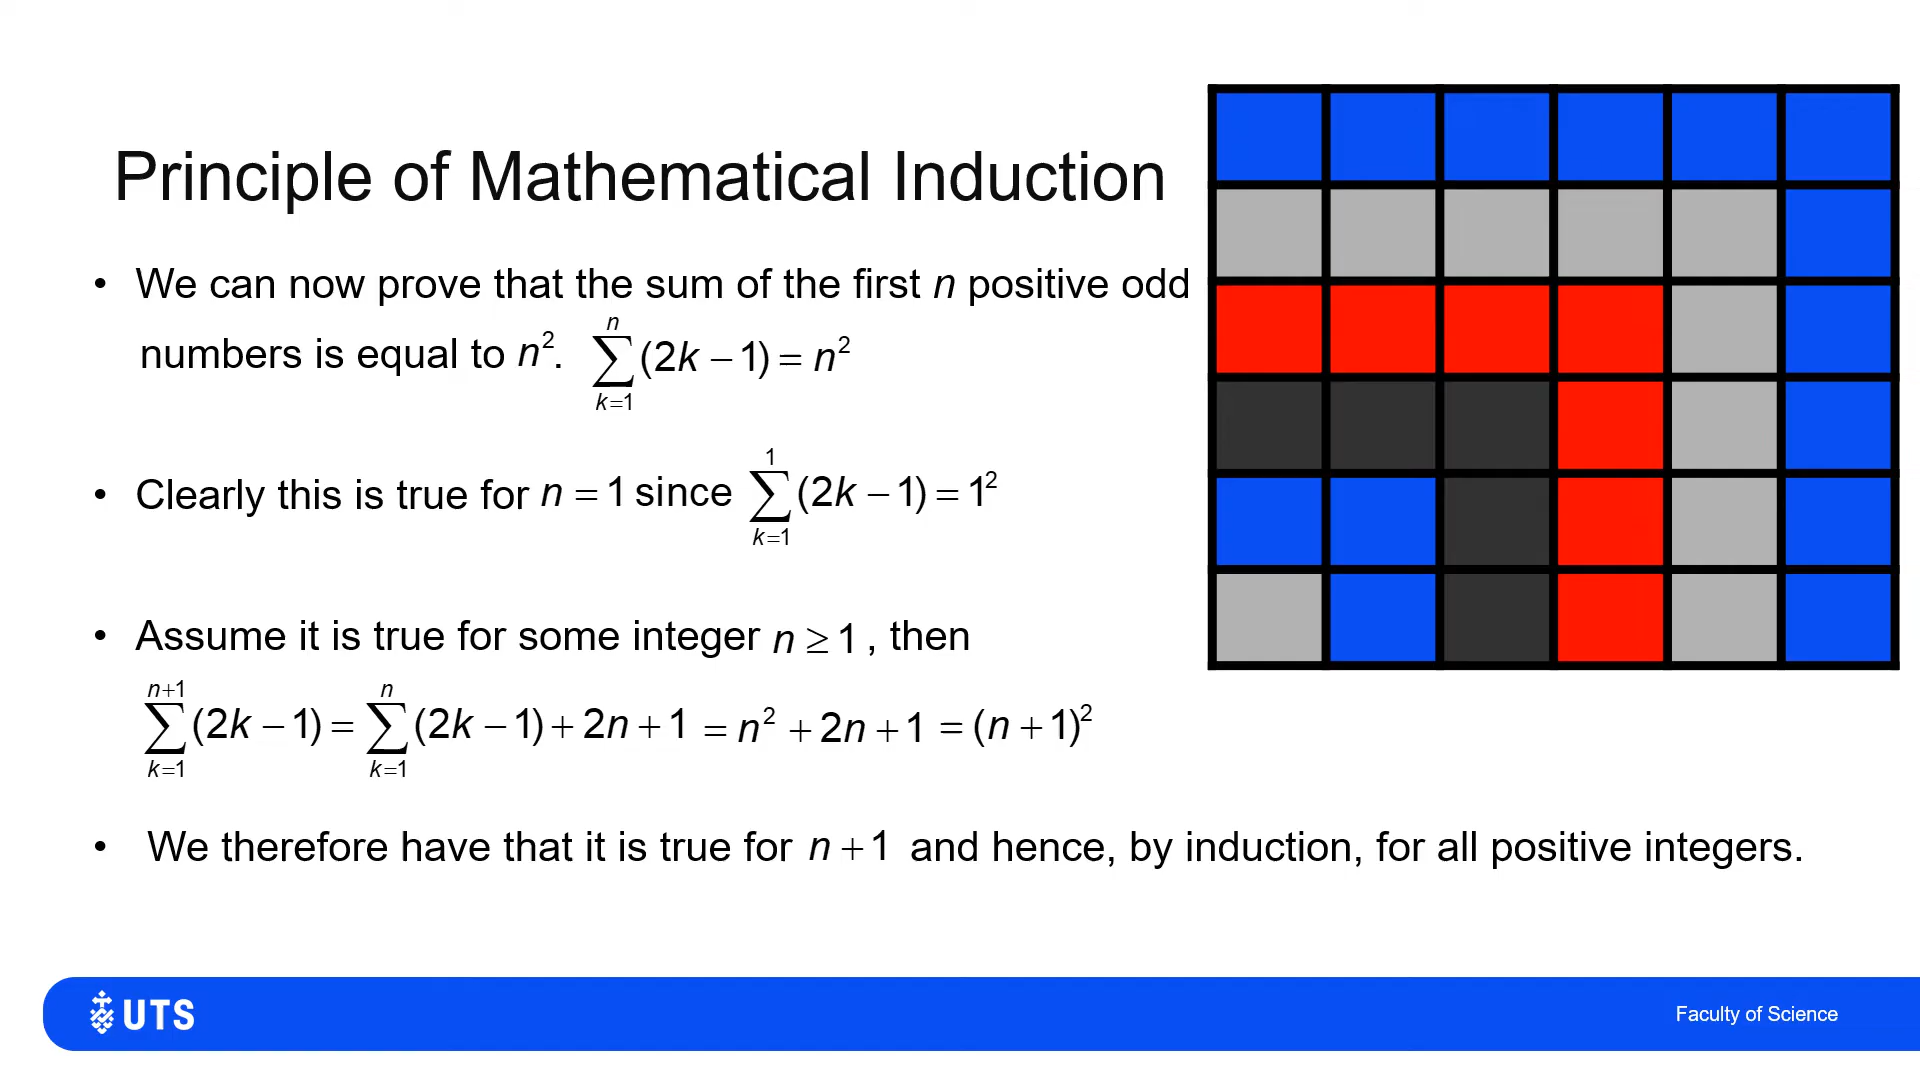 Principle of Mathematical Induction
• We can now prove that the sum of the first n positive odd
numbers is equal to n². ∑_{k=1}^{n} (2k − 1) = n²
• Clearly this is true for n = 1 since ∑_{k=1}^{1} (2k − 1) = 1²
• Assume it is true for some integer n ≥ 1 , then
∑_{k=1}^{n+1} (2k − 1) = ∑_{k=1}^{n} (2k − 1) + 2n + 1 = n² + 2n + 1 = (n + 1)²
• We therefore have that it is true for n + 1 and hence, by induction, for all positive integers.
UTS
Faculty of Science